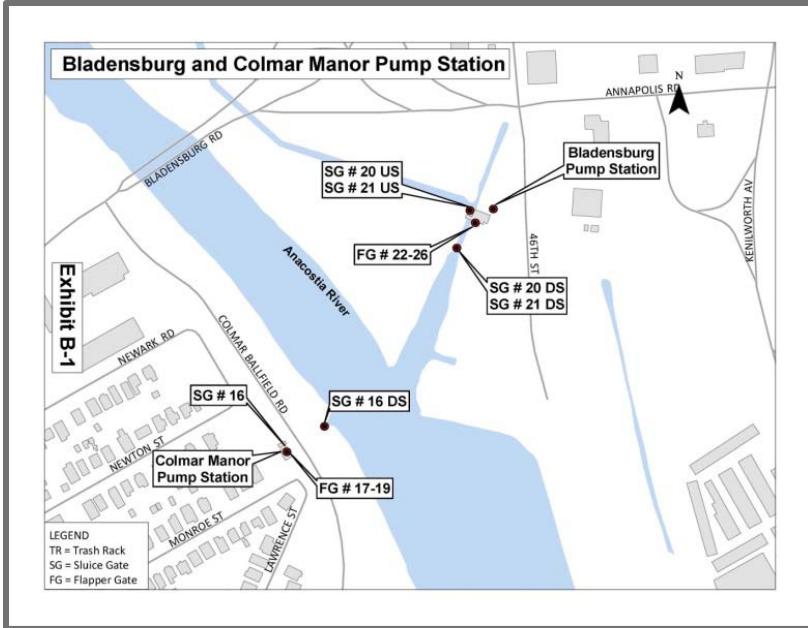 Bladensburg and Colmar Manor Pump Station
N
ANNAPOLIS RD
BLADENSBURG RD
SG # 20 US
SG # 21 US
Bladensburg
Pump Station
KENILWORTH AV
FG # 22-26
46TH ST
Anacostia River
SG # 20 DS
SG # 21 DS
Exhibit B-1
NEWARK RD
COLMAR BALLFIELD RD
SG # 16
SG # 16 DS
NEWTON ST
Colmar Manor
Pump Station
FG # 17-19
MONROE ST
LAWRENCE ST
LEGEND
TR = Trash Rack
SG = Sluice Gate
FG = Flapper Gate